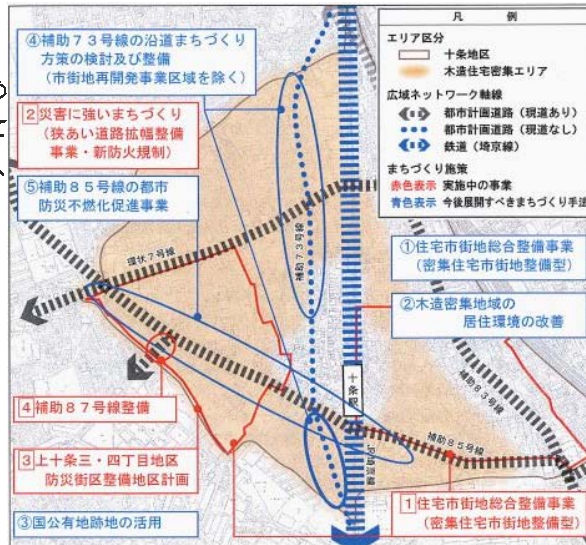 ④補助73号線の沿道まちづくり
方策の検討及び整備
(市街地再開発事業区域を除く)
2災害に強いまちづくり
(狭あい道路拡幅整備
事業・新防火規制)
⑤補助85号線の都市
防災不燃化促進事業
凡 例
エリア区分
十条地区
木造住宅密集エリア
広域ネットワーク軸線
都市計画道路(現道あり)
都市計画道路(現道なし)
鉄道(埼京線)
まちづくり施策
赤色表示 実施中の事業
青色表示 今後展開すべきまちづくり手法
①住宅市街地総合整備事業
(密集住宅市街地整備型)
②木造密集地域の
居住環境の改善
環状7号線
補助73号線
十条駅
補助83号線
補助85号線
JR埼京線
4補助87号線整備
3上十条三・四丁目地区
防災街区整備地区計画
③国公有地跡地の活用
1住宅市街地総合整備事業
(密集住宅市街地整備型)